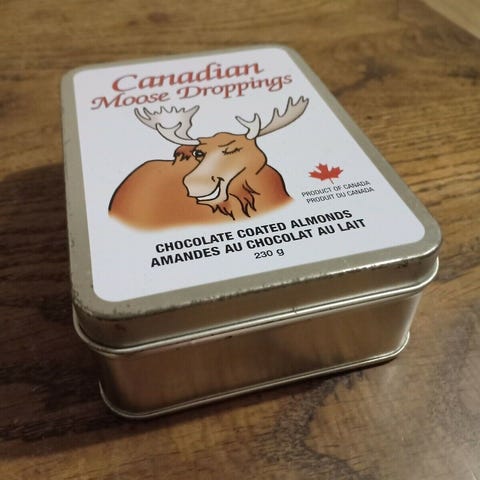 Canadian
Moose Droppings
PRODUCT OF CANADA
PRODUIT DU CANADA
CHOCOLATE COATED ALMONDS
AMANDES AU CHOCOLAT AU LAIT
230 g